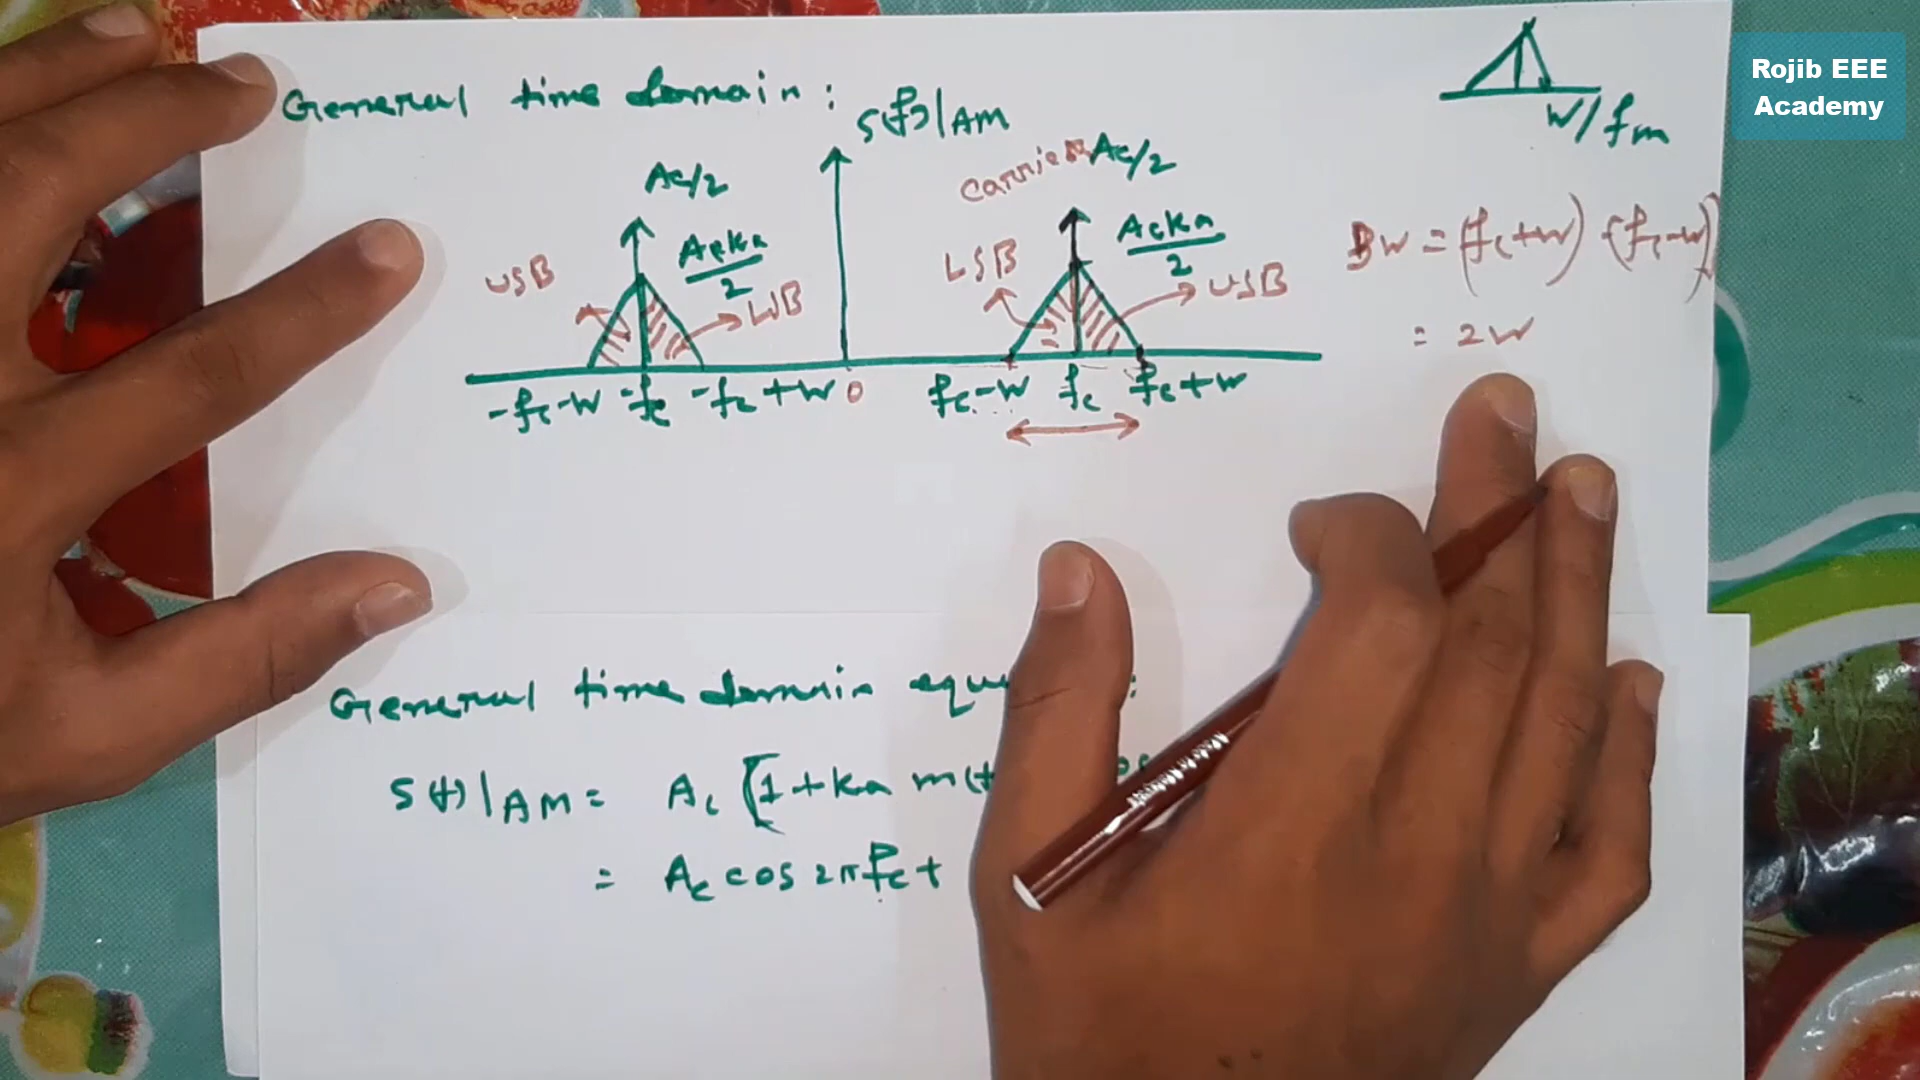 General time domain:
S(f)|AM
W/fm
Rojib EEE
Academy
Ac/2
Carrier Ac/2
USB
AcKa/2
LSB
LSB
AcKa/2
USB
BW = (fc+W) - (fc-W)
= 2W
-fc-W -fc -fc+W 0 fc-W fc fc+W
General time domain
S(t)|AM = Ac [1+Ka m(t
= Ac cos 2πfct